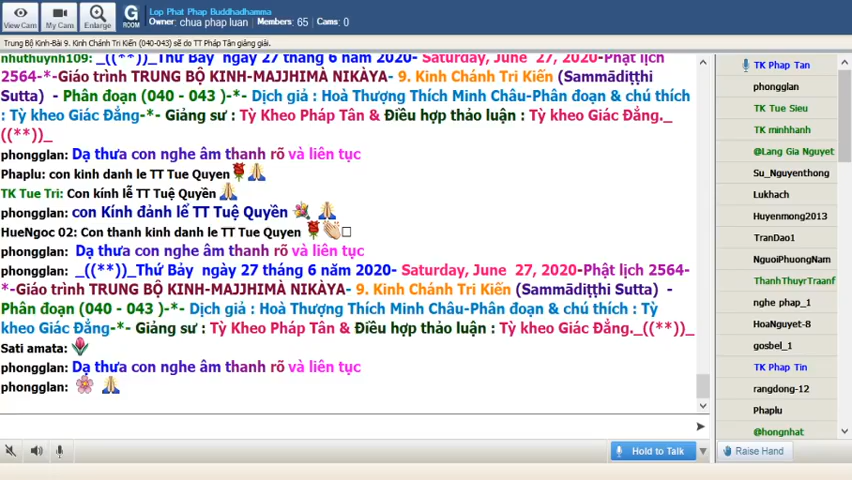 View Cam
My Cam
Enlarge
G
ROOM
Lop Phat Phap Buddhadhamma
Owner: chua phap luan / Members: 65 / Cams: 0
Trung Bộ Kinh-Bài 9. Kinh Chánh Tri Kiến (040-043) sẽ do TT Pháp Tân giảng giải.
nhuthuynh109: _((**))_Thứ Bảy ngày 27 tháng 6 năm 2020- Saturday, June 27, 2020-Phật lịch
2564-*-Giáo trình TRUNG BỘ KINH-MAJJHIMÀ NIKÀYA- 9. Kinh Chánh Tri Kiến (Sammādiṭṭhi
Sutta) - Phân đoạn (040 - 043 )-*- Dịch giả : Hoà Thượng Thích Minh Châu-Phân đoạn & chú thích
: Tỳ kheo Giác Đẳng-*- Giảng sư : Tỳ Kheo Pháp Tân & Điều hợp thảo luận : Tỳ kheo Giác Đẳng._
((**))_
phongglan: Dạ thưa con nghe âm thanh rõ và liên tục
Phaplu: con kinh danh le TT Tue Quyen
TK Tue Tri: Con kính lễ TT Tuệ Quyền
phongglan: con Kính đảnh lể TT Tuệ Quyền
HueNgoc 02: Con thanh kinh danh le TT Tue Quyen
phongglan: Dạ thưa con nghe âm thanh rõ và liên tục
phongglan: _((**))_Thứ Bảy ngày 27 tháng 6 năm 2020- Saturday, June 27, 2020-Phật lịch 2564-
*-Giáo trình TRUNG BỘ KINH-MAJJHIMÀ NIKÀYA- 9. Kinh Chánh Tri Kiến (Sammādiṭṭhi Sutta) -
Phân đoạn (040 - 043 )-*- Dịch giả : Hoà Thượng Thích Minh Châu-Phân đoạn & chú thích : Tỳ
kheo Giác Đẳng-*- Giảng sư : Tỳ Kheo Pháp Tân & Điều hợp thảo luận : Tỳ kheo Giác Đẳng._((**))_
Sati amata:
phongglan: Dạ thưa con nghe âm thanh rõ và liên tục
phongglan:
Hold to Talk
TK Phap Tan
phongglan
TK Tue Sieu
TK minhhanh
@Lang Gia Nguyet
Su_Nguyenthong
Lukhach
Huyenmong2013
TranDao1
NguoiPhuongNam
ThanhThuyrTraanf
nghe phap_1
HoaNguyet-8
gosbel_1
TK Phap Tin
rangdong-12
Phaplu
@hongnhat
Raise Hand